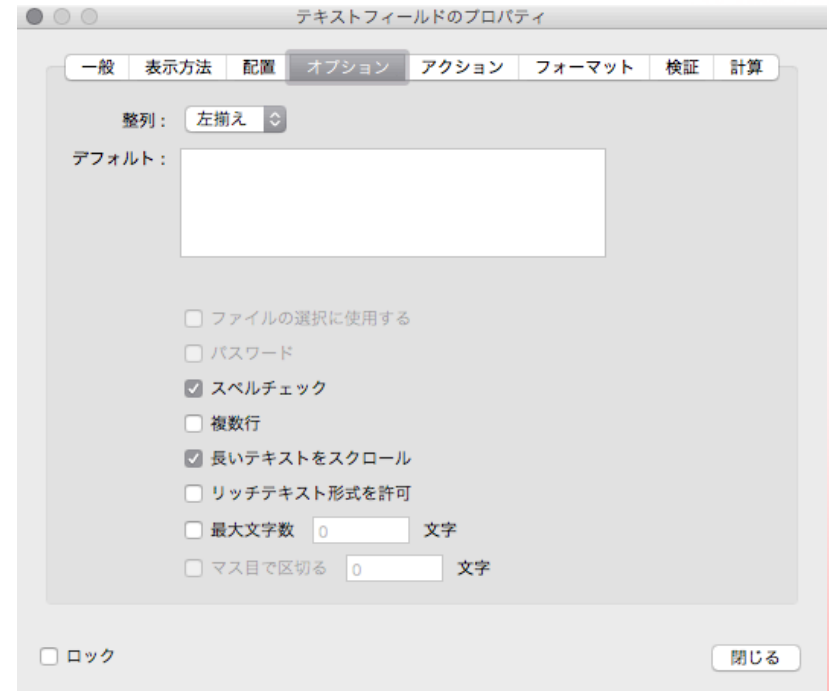 テキストフィールドのプロパティ
一般 表示方法 配置 オプション アクション フォーマット 検証 計算
整列： 左揃え
デフォルト：
ファイルの選択に使用する
パスワード
スペルチェック
複数行
長いテキストをスクロール
リッチテキスト形式を許可
最大文字数 0 文字
マス目で区切る 0 文字
ロック 閉じる